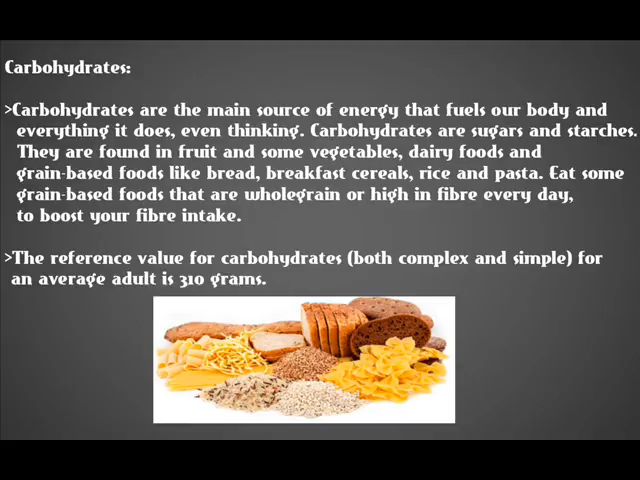 Carbohydrates:
>Carbohydrates are the main source of energy that fuels our body and
everything it does, even thinking. Carbohydrates are sugars and starches.
They are found in fruit and some vegetables, dairy foods and
grain-based foods like bread, breakfast cereals, rice and pasta. Eat some
grain-based foods that are wholegrain or high in fibre every day,
to boost your fibre intake.
>The reference value for carbohydrates (both complex and simple) for
an average adult is 310 grams.